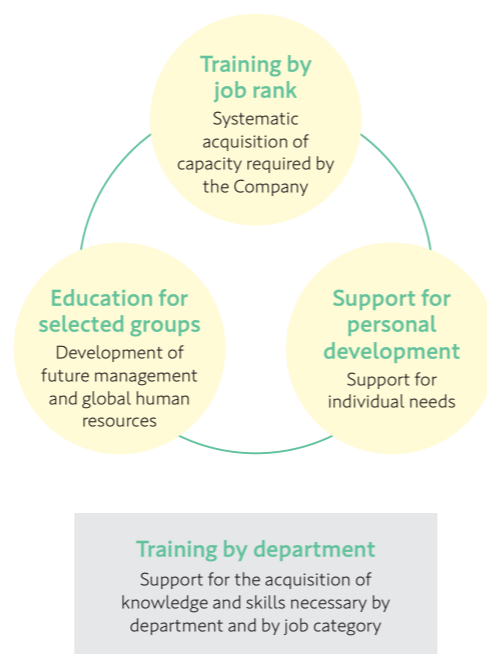 Training by
job rank
Systematic
acquisition of
capacity required by
the Company
Education for
selected groups
Development of
future management
and global human
resources
Support for
personal
development
Support for
individual needs
Training by department
Support for the acquisition of
knowledge and skills necessary by
department and by job category